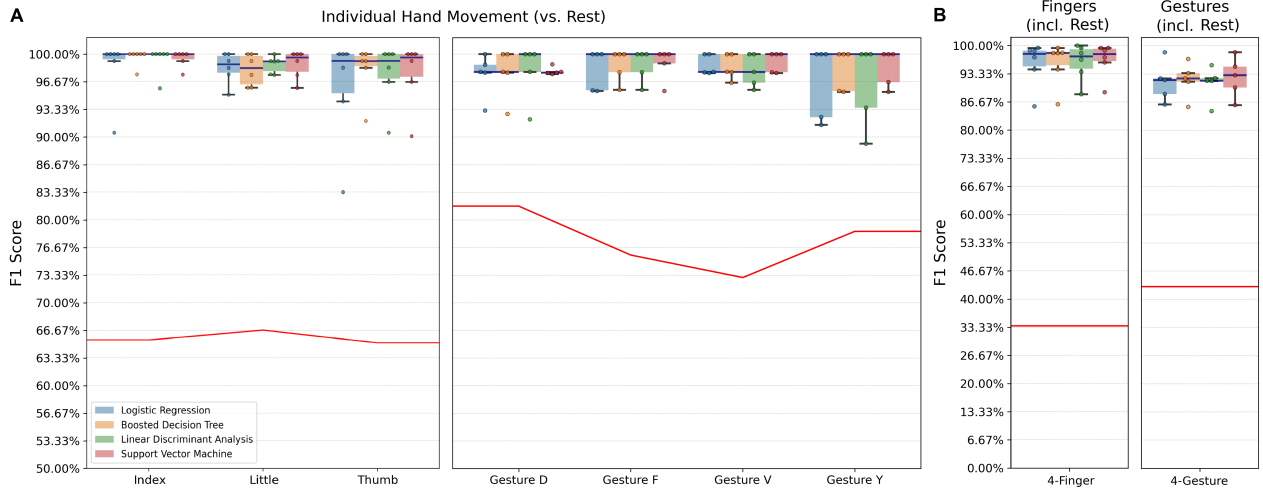 A
Individual Hand Movement (vs. Rest)
F1 Score
100.00%
96.67%
93.33%
90.00%
86.67%
83.33%
80.00%
76.67%
73.33%
70.00%
66.67%
63.33%
60.00%
56.67%
53.33%
50.00%
Logistic Regression
Boosted Decision Tree
Linear Discriminant Analysis
Support Vector Machine
Index Little Thumb
Gesture D Gesture F Gesture V Gesture Y
B
Fingers
(incl. Rest)
Gestures
(incl. Rest)
F1 Score
100.00%
93.33%
86.67%
80.00%
73.33%
66.67%
60.00%
53.33%
46.67%
40.00%
33.33%
26.67%
20.00%
13.33%
6.67%
0.00%
4-Finger
4-Gesture